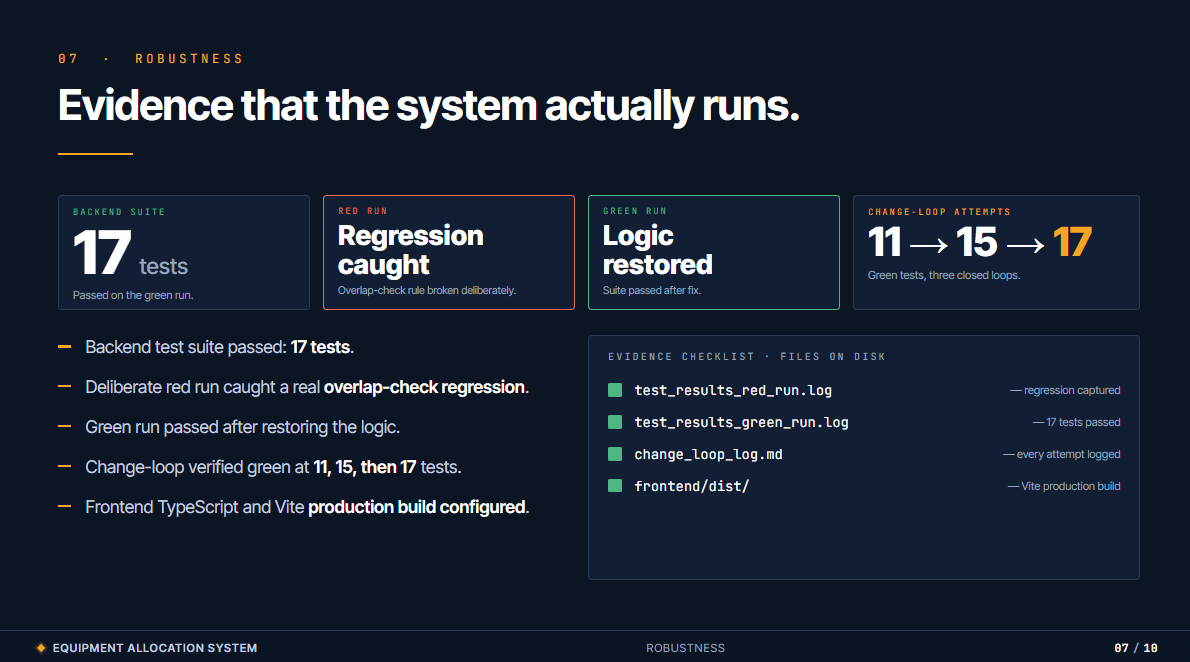 07 · ROBUSTNESS
Evidence that the system actually runs.
BACKEND SUITE
17 tests
Passed on the green run.
RED RUN
Regression
caught
Overlap-check rule broken deliberately.
GREEN RUN
Logic
restored
Suite passed after fix.
CHANGE-LOOP ATTEMPTS
11 → 15 → 17
Green tests, three closed loops.
Backend test suite passed: 17 tests.
Deliberate red run caught a real overlap-check regression.
Green run passed after restoring the logic.
Change-loop verified green at 11, 15, then 17 tests.
Frontend TypeScript and Vite production build configured.
EVIDENCE CHECKLIST · FILES ON DISK
test_results_red_run.log — regression captured
test_results_green_run.log — 17 tests passed
change_loop_log.md — every attempt logged
frontend/dist/ — Vite production build
EQUIPMENT ALLOCATION SYSTEM
ROBUSTNESS
07 / 10